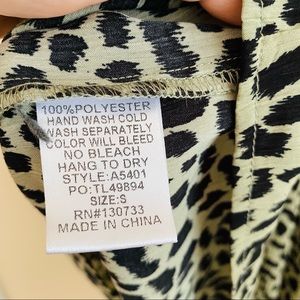 100%POLYESTER
HAND WASH COLD
WASH SEPARATELY
COLOR WILL BLEED
NO BLEACH
HANG TO DRY
STYLE:A5401
PO:TL49894
SIZE:S
RN#130733
MADE IN CHINA